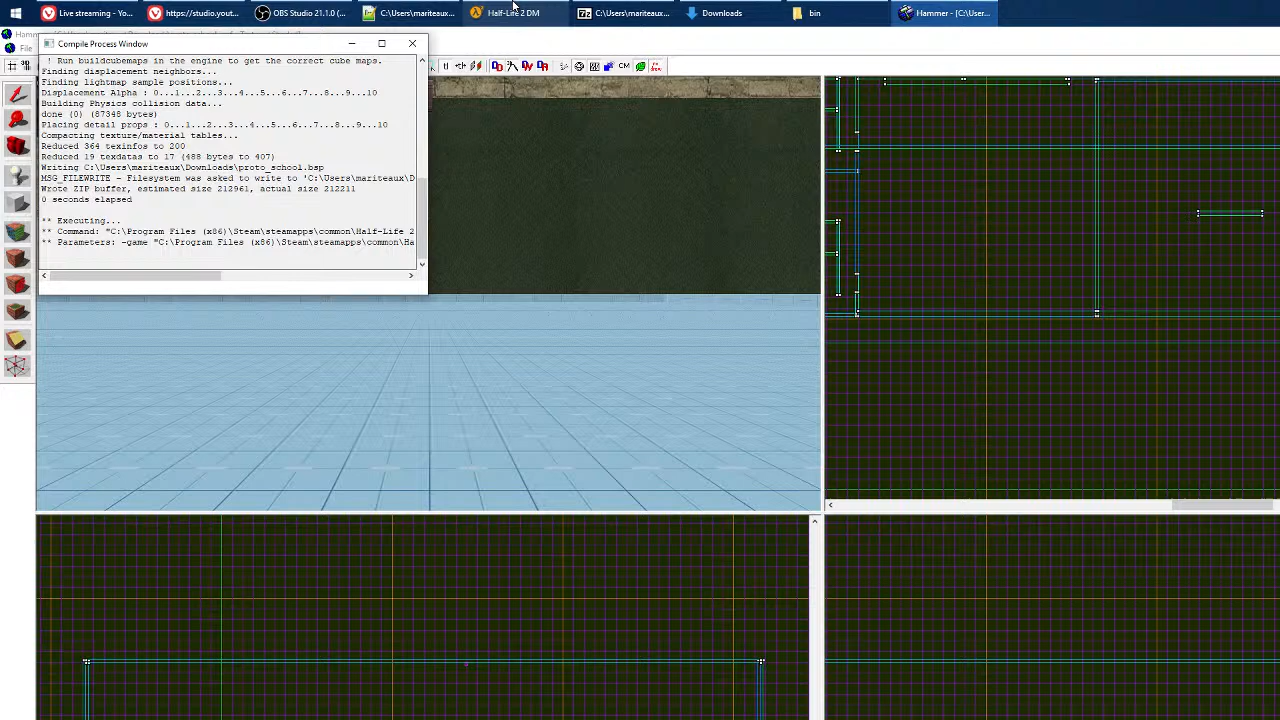 Live streaming - Yo...
https://studio.yout...
OBS Studio 21.1.0 (...
C:\Users\mariteaux...
Half-Life 2 DM
C:\Users\mariteaux...
Downloads
bin
Hammer - [C:\User...
Ham
File
Compile Process Window
! Run buildcubemaps in the engine to get the correct cube maps.
Finding displacement neighbors...
Finding lightmap sample positions...
Displacement Alpha : 0...1...2...3...4...5...6...7...8...9...10
Building Physics collision data...
done (0) (87348 bytes)
Placing detail props : 0...1...2...3...4...5...6...7...8...9...10
Compacting texture/material tables...
Reduced 364 texinfos to 200
Reduced 19 texdatas to 17 (488 bytes to 407)
Writing C:\Users\mariteaux\Downloads\proto_school.bsp
MSG_FILEWRITE - Filesystem was asked to write to 'C:\Users\mariteaux\D
Wrote ZIP buffer, estimated size 212961, actual size 212211
0 seconds elapsed
** Executing...
** Command: "C:\Program Files (x86)\Steam\steamapps\common\Half-Life 2
** Parameters: -game "C:\Program Files (x86)\Steam\steamapps\common\Ha
CM